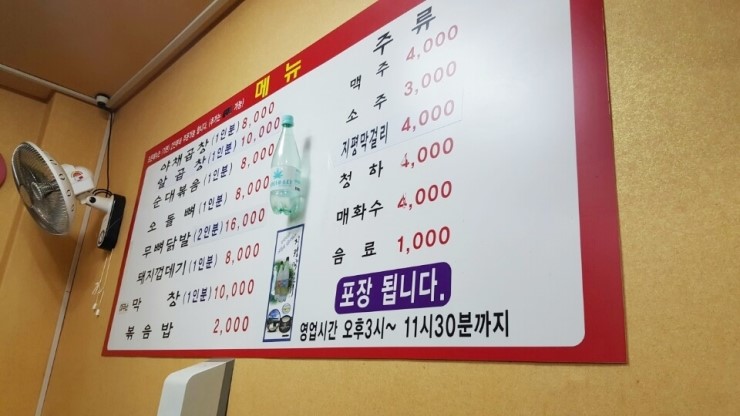 메뉴
야채곱창 (1인분) 8,000
알곱창 (1인분) 10,000
순대볶음 (1인분) 8,000
오돌뼈 (1인분) 8,000
무뼈닭발 (2인분) 16,000
돼지껍데기 (1인분) 8,000
막창 (1인분) 10,000
볶음밥 2,000
주류
맥주 4,000
소주 3,000
지평막걸리 4,000
청하 4,000
매화수 4,000
음료 1,000
포장 됩니다.
영업시간 오후3시~ 11시30분까지